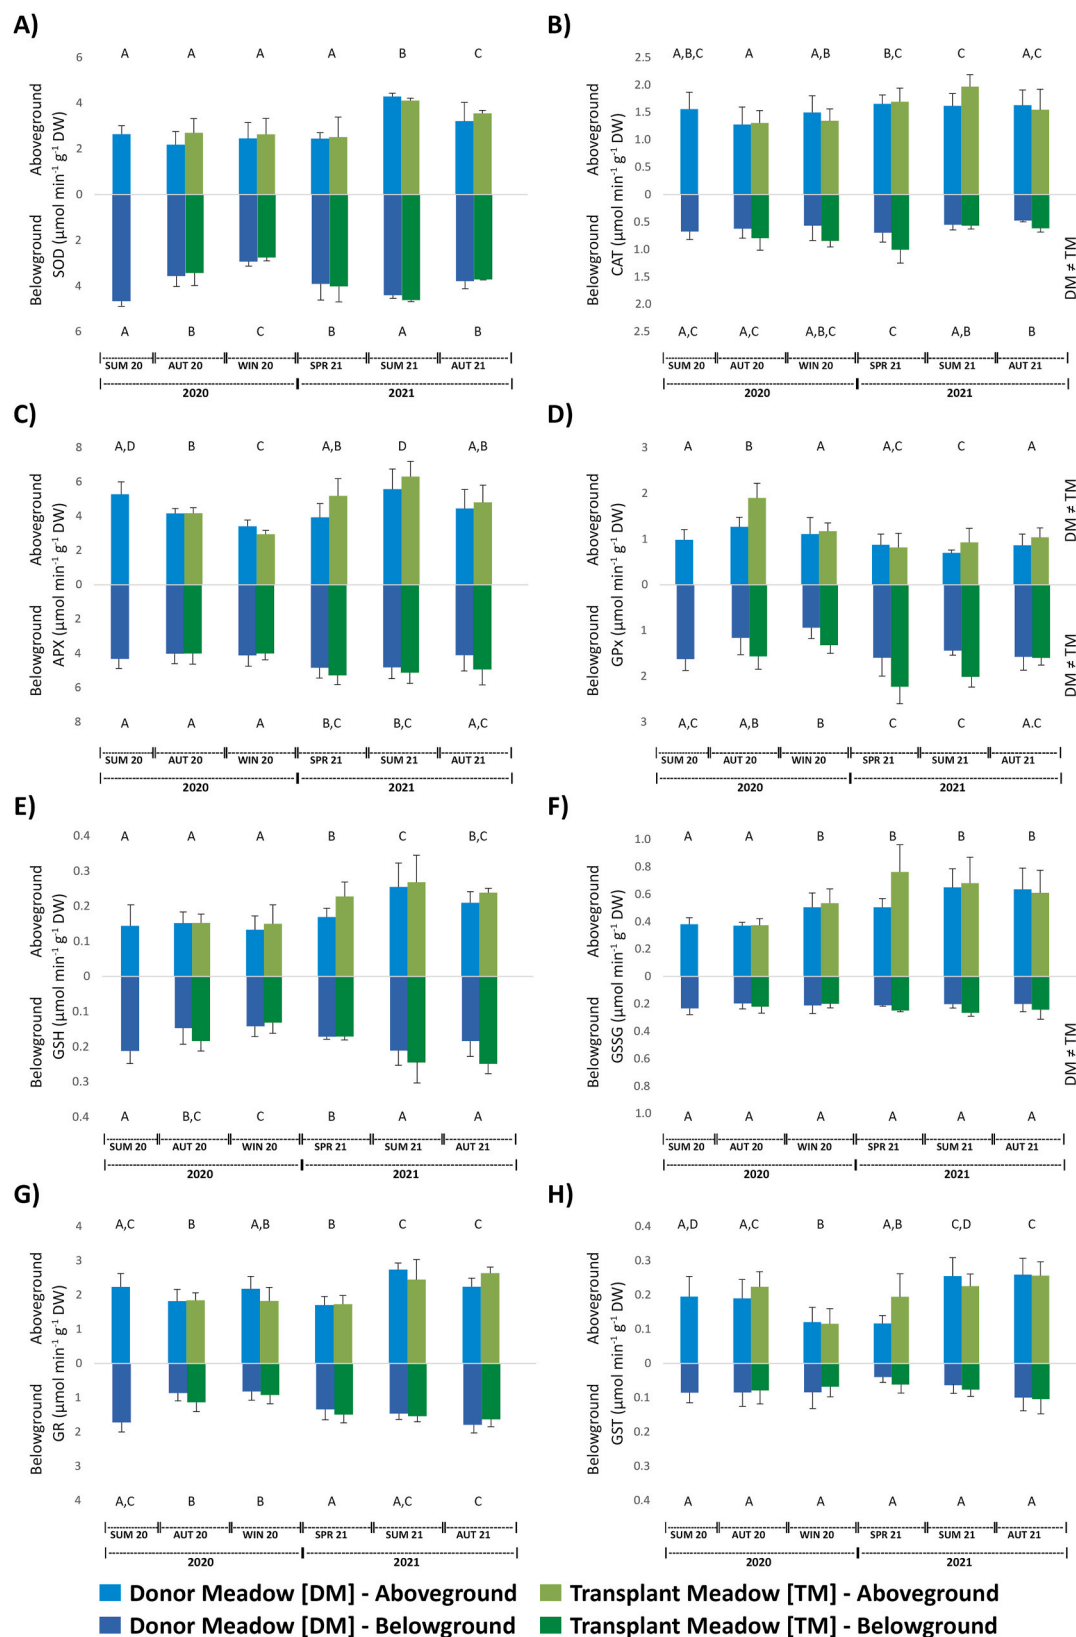 A)
6 A A A A B C
4
2
0
2
4
6 A B C B A B
Aboveground
Belowground
SOD (µmol min⁻¹ g⁻¹ DW)
SUM 20 AUT 20 WIN 20 SPR 21 SUM 21 AUT 21
2020 2021
B)
2.5 A,B,C A A,B B,C C A,C
2.0
1.5
1.0
0.5
0
0.5
1.0
1.5
2.0
2.5 A,C A,C A,B,C C A,B B
Aboveground
Belowground
CAT (µmol min⁻¹ g⁻¹ DW)
DM ≠ TM
SUM 20 AUT 20 WIN 20 SPR 21 SUM 21 AUT 21
2020 2021
C)
8 A,D B C A,B D A,B
6
4
2
0
2
4
6
8 A A A B,C B,C A,C
Aboveground
Belowground
APX (µmol min⁻¹ g⁻¹ DW)
SUM 20 AUT 20 WIN 20 SPR 21 SUM 21 AUT 21
2020 2021
D)
3 A B A A,C C A
2
1
0
1
2
3 A,C A,B B C C A.C
Aboveground
Belowground
GPx (µmol min⁻¹ g⁻¹ DW)
DM ≠ TM
DM ≠ TM
SUM 20 AUT 20 WIN 20 SPR 21 SUM 21 AUT 21
2020 2021
E)
0.4 A A A B C B,C
0.3
0.2
0.1
0
0.1
0.2
0.3
0.4 A B,C C B A A
Aboveground
Belowground
GSH (µmol min⁻¹ g⁻¹ DW)
SUM 20 AUT 20 WIN 20 SPR 21 SUM 21 AUT 21
2020 2021
F)
1.0 A A B B B B
0.8
0.6
0.4
0.2
0
0.2
0.4
0.6
0.8
1.0 A A A A A A
Aboveground
Belowground
GSSG (µmol min⁻¹ g⁻¹ DW)
DM ≠ TM
SUM 20 AUT 20 WIN 20 SPR 21 SUM 21 AUT 21
2020 2021
G)
4 A,C B A,B B C C
3
2
1
0
1
2
3
4 A,C B B A A,C C
Aboveground
Belowground
GR (µmol min⁻¹ g⁻¹ DW)
SUM 20 AUT 20 WIN 20 SPR 21 SUM 21 AUT 21
2020 2021
H)
0.4 A,D A,C B A,B C,D C
0.3
0.2
0.1
0
0.1
0.2
0.3
0.4 A A A A A A
Aboveground
Belowground
GST (µmol min⁻¹ g⁻¹ DW)
SUM 20 AUT 20 WIN 20 SPR 21 SUM 21 AUT 21
2020 2021
Donor Meadow [DM] - Aboveground
Transplant Meadow [TM] - Aboveground
Donor Meadow [DM] - Belowground
Transplant Meadow [TM] - Belowground